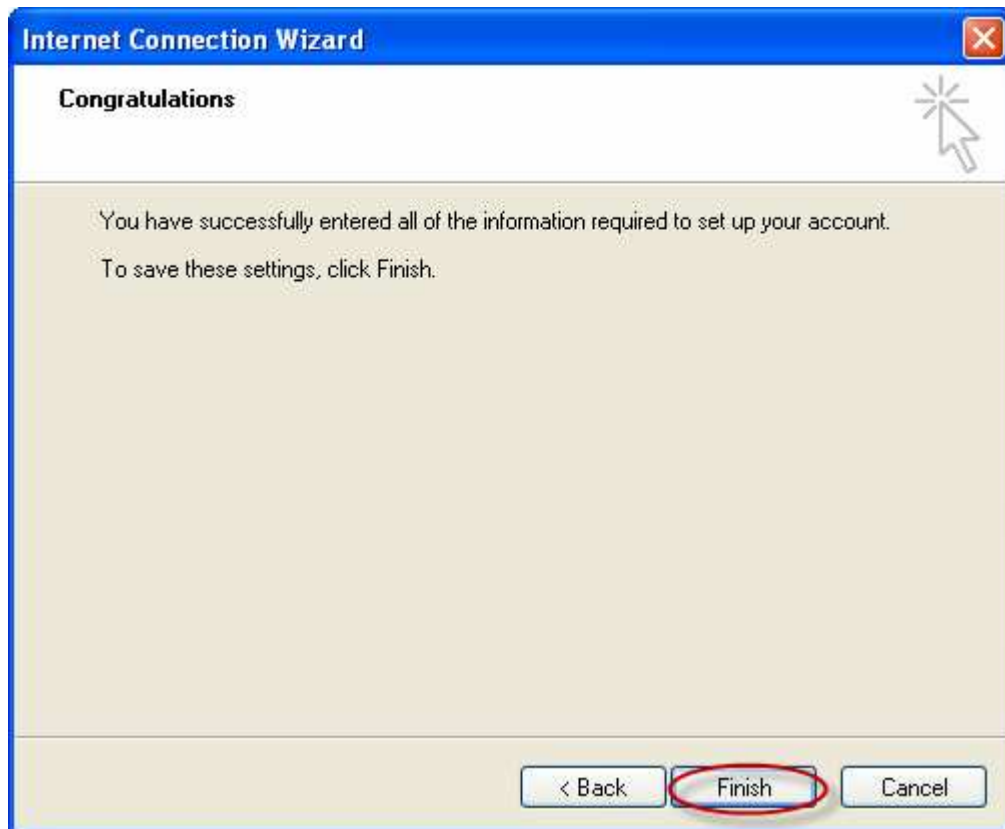 Internet Connection Wizard
Congratulations
You have successfully entered all of the information required to set up your account.
To save these settings, click Finish.
< Back Finish Cancel